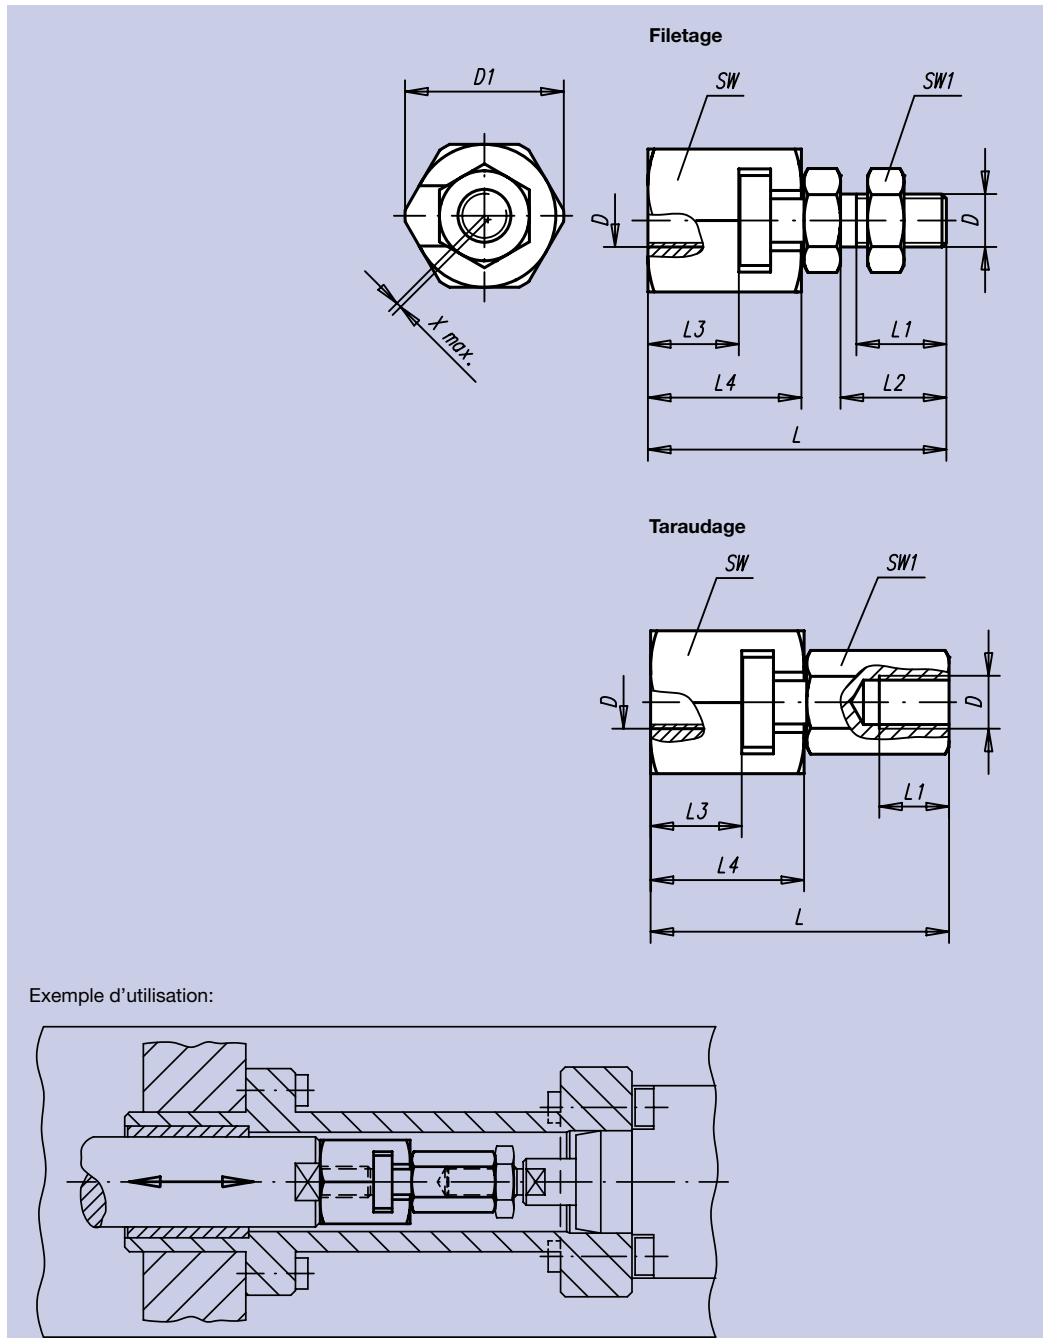 Filetage
D1
SW
SW1
D
D
X max.
L3
L1
L4
L2
L
Taraudage
SW
SW1
D
D
L1
L3
L4
L
Exemple d'utilisation: